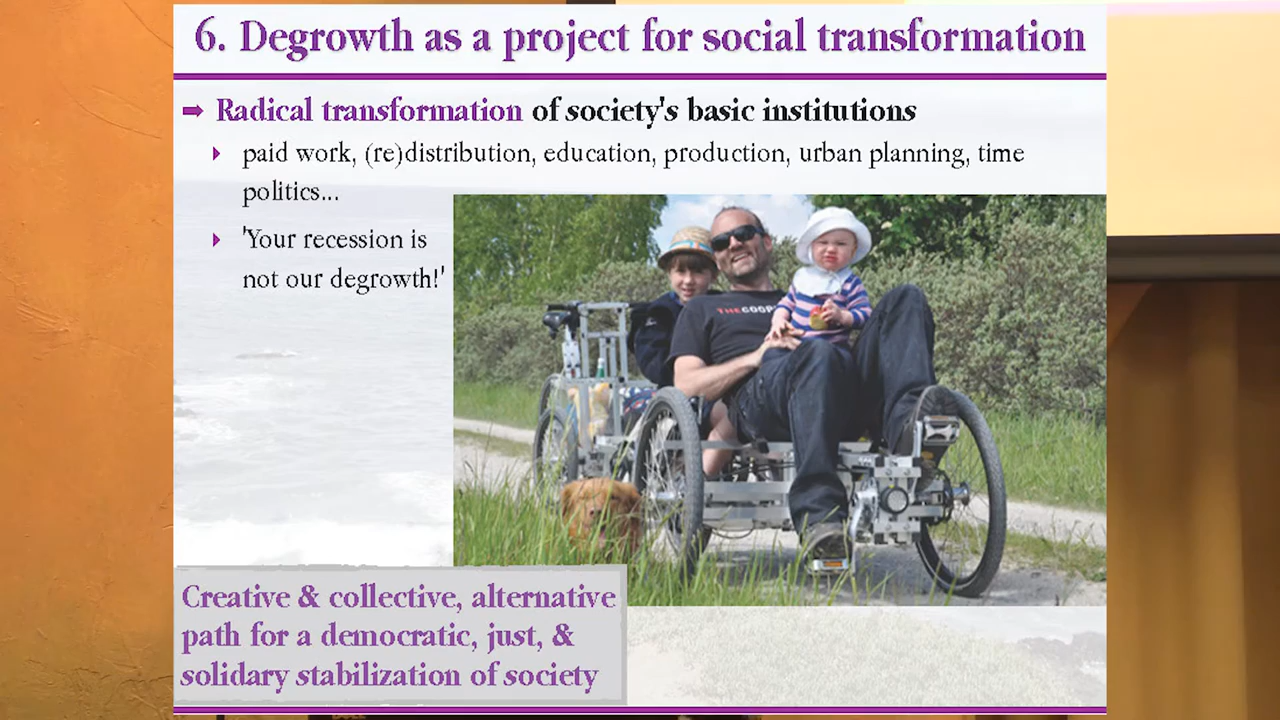 6. Degrowth as a project for social transformation
➡ Radical transformation of society's basic institutions
paid work, (re)distribution, education, production, urban planning, time
politics...
'Your recession is
not our degrowth!'
THECOOP
Creative & collective, alternative
path for a democratic, just, &
solidary stabilization of society